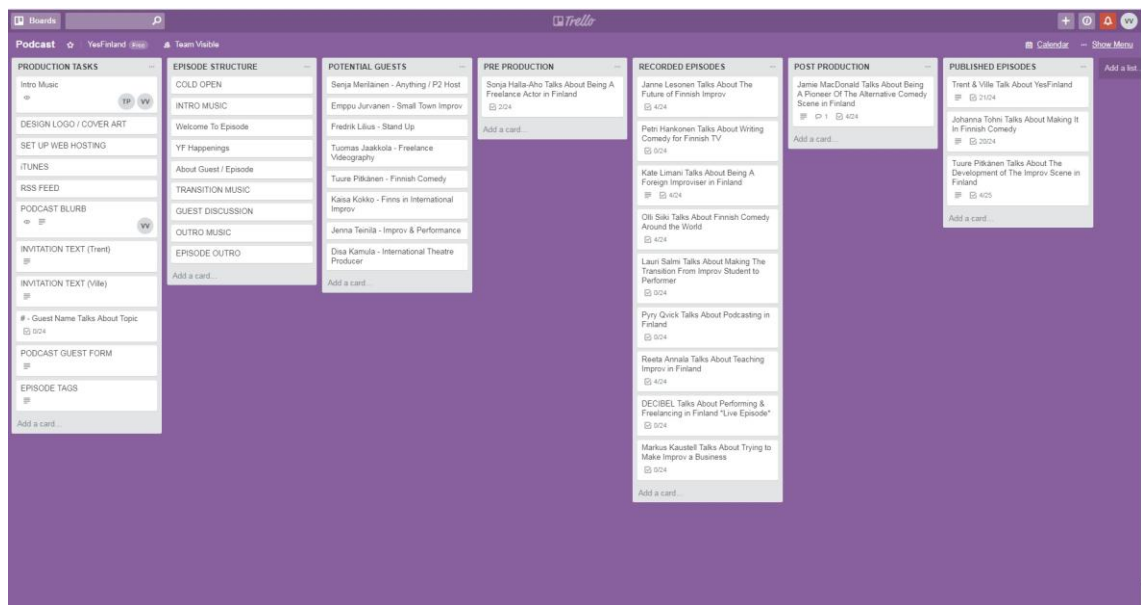 Boards
Trello
VV
Podcast
YesFinland Free
Team Visible
Calendar
Show Menu
PRODUCTION TASKS
Intro Music
TP VV
DESIGN LOGO / COVER ART
SET UP WEB HOSTING
iTUNES
RSS FEED
PODCAST BLURB
VV
INVITATION TEXT (Trent)
INVITATION TEXT (Ville)
# - Guest Name Talks About Topic
0/24
PODCAST GUEST FORM
EPISODE TAGS
Add a card...
EPISODE STRUCTURE
COLD OPEN
INTRO MUSIC
Welcome To Episode
YF Happenings
About Guest / Episode
TRANSITION MUSIC
GUEST DISCUSSION
OUTRO MUSIC
EPISODE OUTRO
Add a card...
POTENTIAL GUESTS
Senja Meriläinen - Anything / P2 Host
Emppu Jurvanen - Small Town Improv
Fredrik Lilius - Stand Up
Tuomas Jaakkola - Freelance
Videography
Tuure Pitkänen - Finnish Comedy
Kaisa Kokko - Finns in International
Improv
Jenna Teinilä - Improv & Performance
Disa Kamula - International Theatre
Producer
Add a card...
PRE PRODUCTION
Sonja Halla-Aho Talks About Being A
Freelance Actor in Finland
2/24
Add a card...
RECORDED EPISODES
Janne Lesonen Talks About The
Future of Finnish Improv
4/24
Petri Hankonen Talks About Writing
Comedy for Finnish TV
0/24
Kate Limani Talks About Being A
Foreign Improviser in Finland
4/24
Olli Siki Talks About Finnish Comedy
Around the World
4/24
Lauri Salmi Talks About Making The
Transition From Improv Student to
Performer
0/24
Pyry Qvick Talks About Podcasting in
Finland
0/24
Reeta Annala Talks About Teaching
Improv in Finland
4/24
DECIBEL Talks About Performing &
Freelancing in Finland *Live Episode*
0/24
Markus Kaustell Talks About Trying to
Make Improv a Business
0/24
Add a card...
POST PRODUCTION
Jamie MacDonald Talks About Being
A Pioneer Of The Alternative Comedy
Scene in Finland
1 4/24
Add a card...
PUBLISHED EPISODES
Trent & Ville Talk About YesFinland
21/24
Johanna Tohni Talks About Making It
In Finnish Comedy
20/24
Tuure Pitkänen Talks About The
Development of The Improv Scene in
Finland
4/25
Add a card...
Add a list...